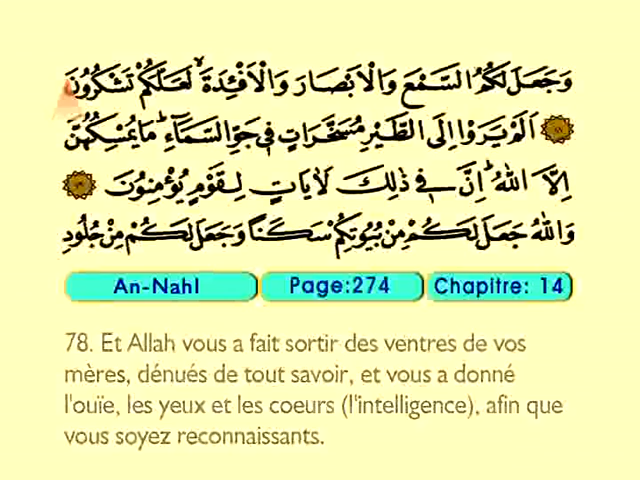 وَجَعَلَ لَكُمُ السَّمْعَ وَالْأَبْصَارَ وَالْأَفْئِدَةَ لَعَلَّكُمْ تَشْكُرُونَ
أَلَمْ يَرَوْا إِلَى الطَّيْرِ مُسَخَّرَاتٍ فِي جَوِّ السَّمَاءِ مَا يُمْسِكُهُنَّ
إِلَّا اللَّهُ إِنَّ فِي ذَلِكَ لَآيَاتٍ لِقَوْمٍ يُؤْمِنُونَ
وَاللَّهُ جَعَلَ لَكُمْ مِنْ بُيُوتِكُمْ سَكَنًا وَجَعَلَ لَكُمْ مِنْ جُلُودِ
An-Nahl Page:274 Chapitre: 14
78. Et Allah vous a fait sortir des ventres de vos
mères, dénués de tout savoir, et vous a donné
l'ouïe, les yeux et les coeurs (l'intelligence), afin que
vous soyez reconnaissants.